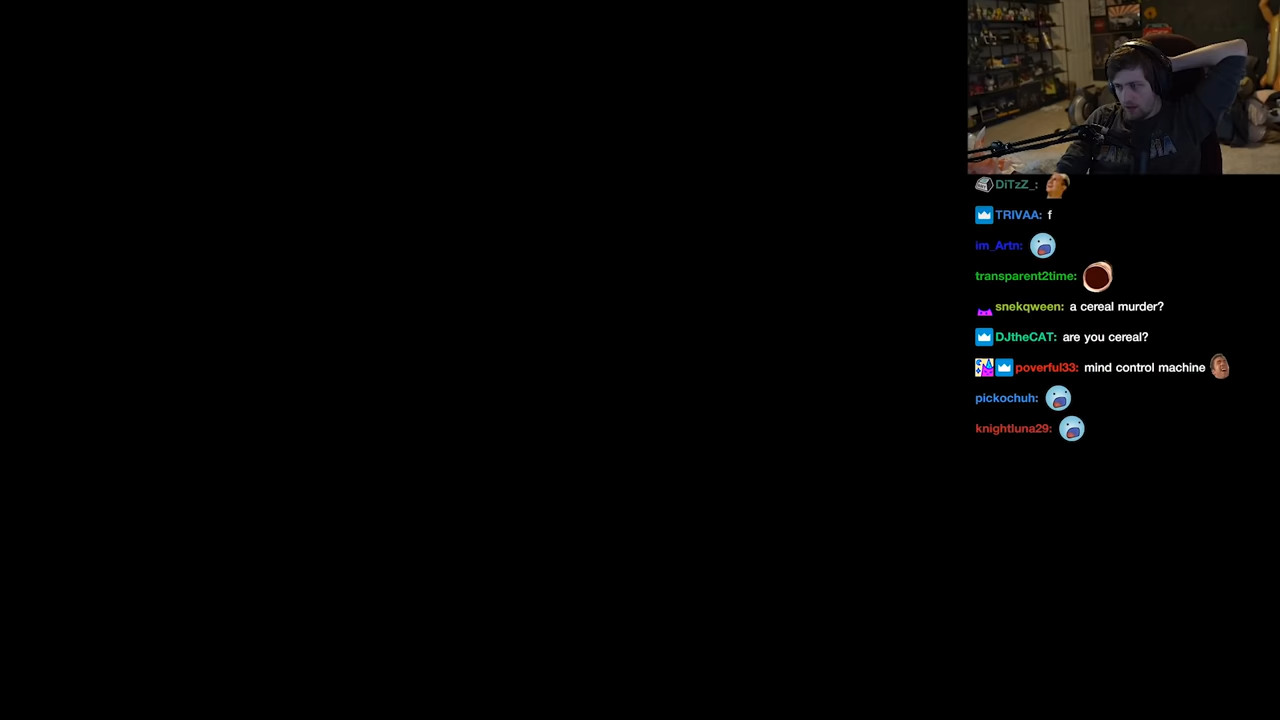 DiTzZ_:
TRIVAA: f
im_Artn:
transparent2time:
snekqween: a cereal murder?
DJtheCAT: are you cereal?
poverful33: mind control machine
pickochuh:
knightluna29: